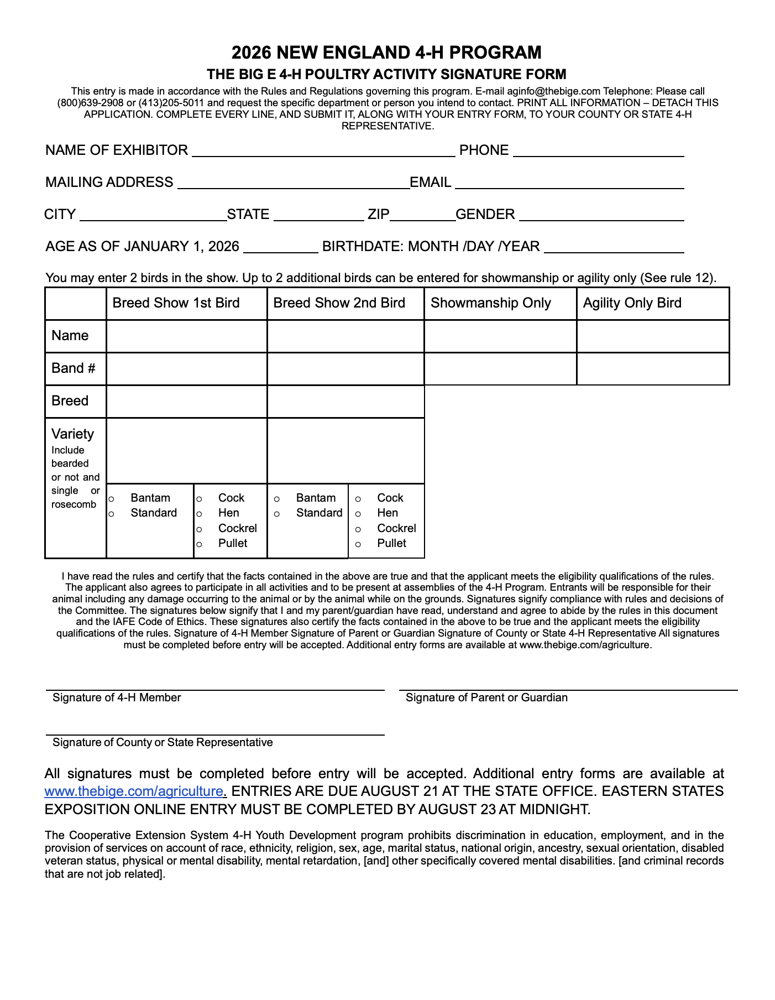 2026 NEW ENGLAND 4-H PROGRAM
THE BIG E 4-H POULTRY ACTIVITY SIGNATURE FORM
This entry is made in accordance with the Rules and Regulations governing this program. E-mail aginfo@thebige.com Telephone: Please call
(800)639-2908 or (413)205-5011 and request the specific department or person you intend to contact. PRINT ALL INFORMATION – DETACH THIS
APPLICATION. COMPLETE EVERY LINE, AND SUBMIT IT, ALONG WITH YOUR ENTRY FORM, TO YOUR COUNTY OR STATE 4-H
REPRESENTATIVE.
NAME OF EXHIBITOR PHONE
MAILING ADDRESS EMAIL
CITY STATE ZIP GENDER
AGE AS OF JANUARY 1, 2026 BIRTHDATE: MONTH /DAY /YEAR
You may enter 2 birds in the show. Up to 2 additional birds can be entered for showmanship or agility only (See rule 12).
Breed Show 1st Bird Breed Show 2nd Bird Showmanship Only Agility Only Bird
Name
Band #
Breed
Variety
Include
bearded
or not and
single or
rosecomb
Bantam Cock Bantam Cock
Standard Hen Standard Hen
Cockrel Cockrel
Pullet Pullet
I have read the rules and certify that the facts contained in the above are true and that the applicant meets the eligibility qualifications of the rules.
The applicant also agrees to participate in all activities and to be present at assemblies of the 4-H Program. Entrants will be responsible for their
animal including any damage occurring to the animal or by the animal while on the grounds. Signatures signify compliance with rules and decisions of
the Committee. The signatures below signify that I and my parent/guardian have read, understand and agree to abide by the rules in this document
and the IAFE Code of Ethics. These signatures also certify the facts contained in the above to be true and the applicant meets the eligibility
qualifications of the rules. Signature of 4-H Member Signature of Parent or Guardian Signature of County or State 4-H Representative All signatures
must be completed before entry will be accepted. Additional entry forms are available at www.thebige.com/agriculture.
Signature of 4-H Member Signature of Parent or Guardian
Signature of County or State Representative
All signatures must be completed before entry will be accepted. Additional entry forms are available at
www.thebige.com/agriculture. ENTRIES ARE DUE AUGUST 21 AT THE STATE OFFICE. EASTERN STATES
EXPOSITION ONLINE ENTRY MUST BE COMPLETED BY AUGUST 23 AT MIDNIGHT.
The Cooperative Extension System 4-H Youth Development program prohibits discrimination in education, employment, and in the
provision of services on account of race, ethnicity, religion, sex, age, marital status, national origin, ancestry, sexual orientation, disabled
veteran status, physical or mental disability, mental retardation, [and] other specifically covered mental disabilities. [and criminal records
that are not job related].